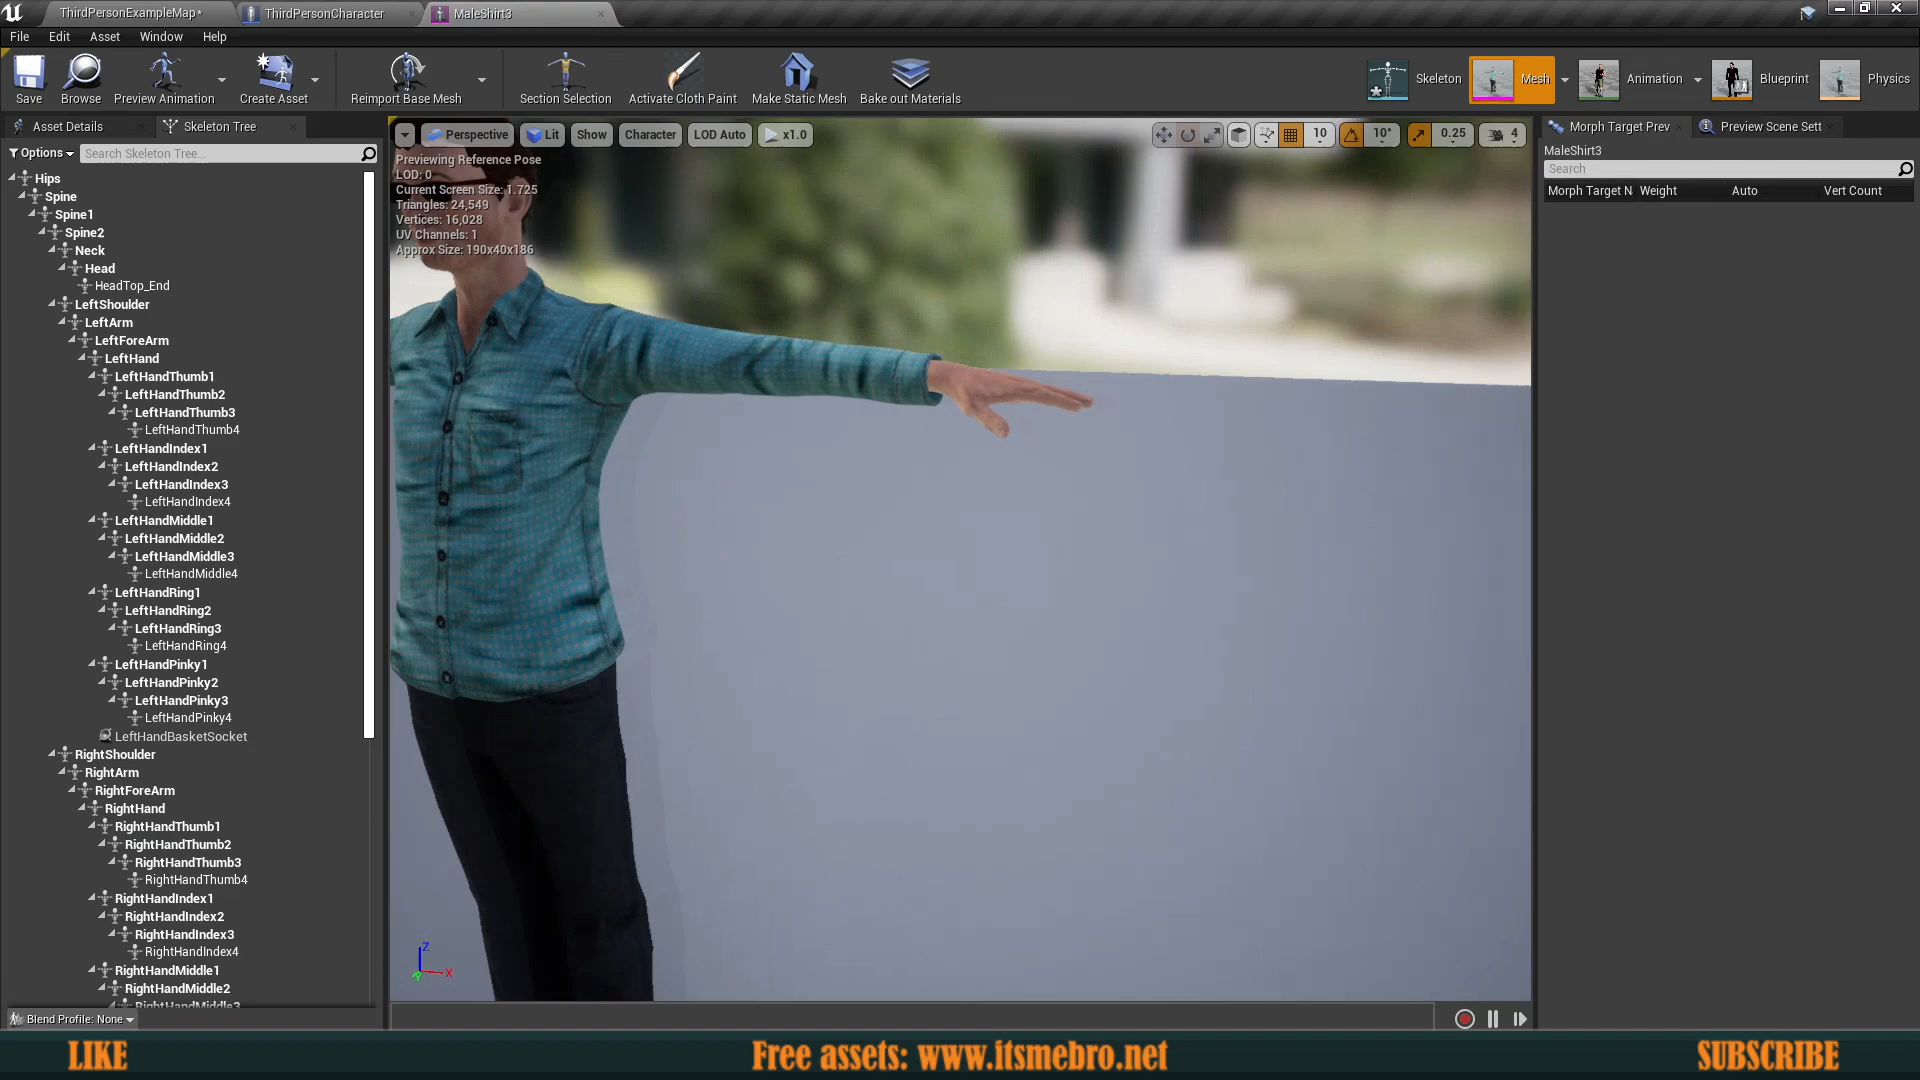 ThirdPersonExampleMap*
ThirdPersonCharacter
MaleShirt3
File Edit Asset Window Help
Save
Browse
Preview Animation
Create Asset
Reimport Base Mesh
Section Selection
Activate Cloth Paint
Make Static Mesh
Bake out Materials
Skeleton
Mesh
Animation
Blueprint
Physics
Asset Details
Skeleton Tree
Options
Search Skeleton Tree...
Hips
Spine
Spine1
Spine2
Neck
Head
HeadTop_End
LeftShoulder
LeftArm
LeftForeArm
LeftHand
LeftHandThumb1
LeftHandThumb2
LeftHandThumb3
LeftHandThumb4
LeftHandIndex1
LeftHandIndex2
LeftHandIndex3
LeftHandIndex4
LeftHandMiddle1
LeftHandMiddle2
LeftHandMiddle3
LeftHandMiddle4
LeftHandRing1
LeftHandRing2
LeftHandRing3
LeftHandRing4
LeftHandPinky1
LeftHandPinky2
LeftHandPinky3
LeftHandPinky4
LeftHandBasketSocket
RightShoulder
RightArm
RightForeArm
RightHand
RightHandThumb1
RightHandThumb2
RightHandThumb3
RightHandThumb4
RightHandIndex1
RightHandIndex2
RightHandIndex3
RightHandIndex4
RightHandMiddle1
RightHandMiddle2
RightHandMiddle3
Blend Profile: None
Perspective
Lit
Show
Character
LOD Auto
x1.0
10
10°
0.25
4
Previewing Reference Pose
LOD: 0
Current Screen Size: 1.725
Triangles: 24,549
Vertices: 16,028
UV Channels: 1
Approx Size: 190x40x186
Z
X
Y
Morph Target Prev
Preview Scene Sett
MaleShirt3
Search
Morph Target N Weight Auto Vert Count
LIKE
Free assets: www.itsmebro.net
SUBSCRIBE